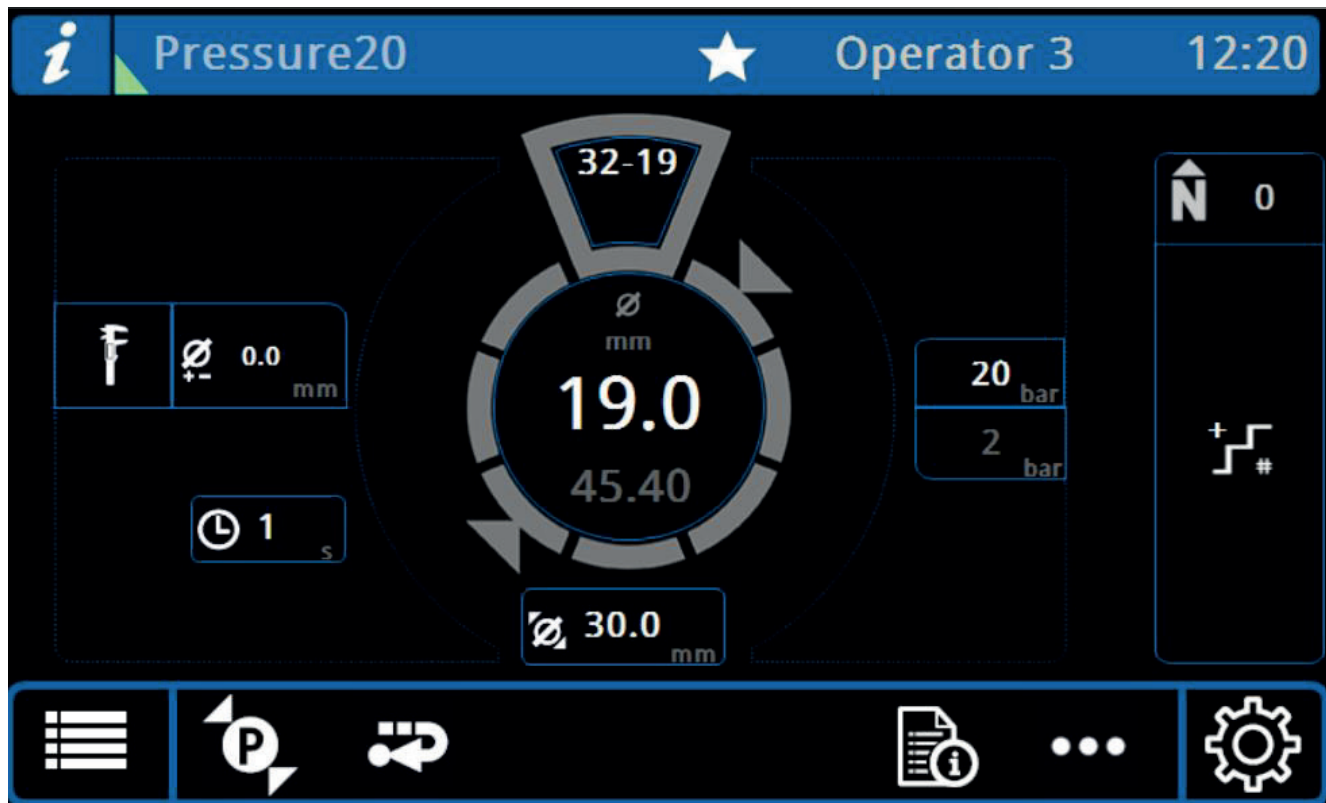 i Pressure20 Operator 3 12:20
32-19
N 0
Ø
mm
Ø +- 0.0 mm
19.0
45.40
20 bar
2 bar
+ #
1 s
Ø 30.0 mm
P i